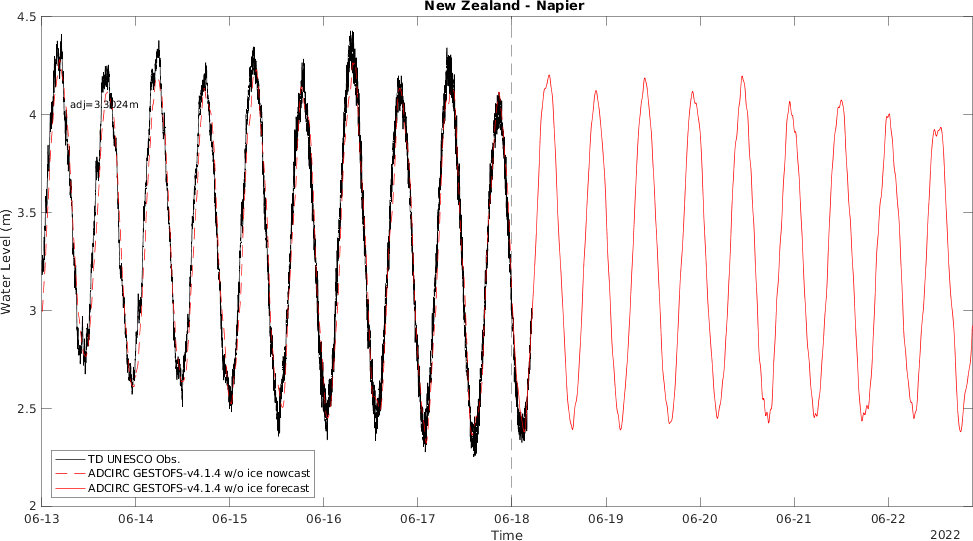 New Zealand - Napier
4.5
4
3.5
3
2.5
2
Water Level (m)
adj=3.3024m
TD UNESCO Obs.
ADCIRC GESTOFS-v4.1.4 w/o ice nowcast
ADCIRC GESTOFS-v4.1.4 w/o ice forecast
06-13 06-14 06-15 06-16 06-17 06-18 06-19 06-20 06-21 06-22
Time
2022